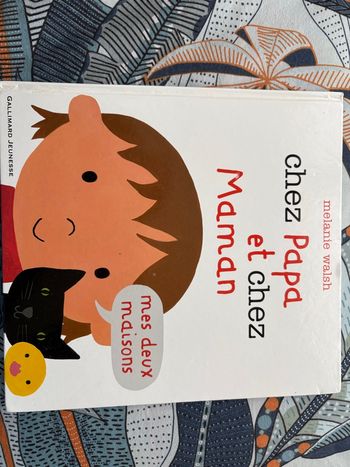 melanie walsh
chez Papa
et chez
Maman
mes deux
maisons
GALLIMARD JEUNESSE